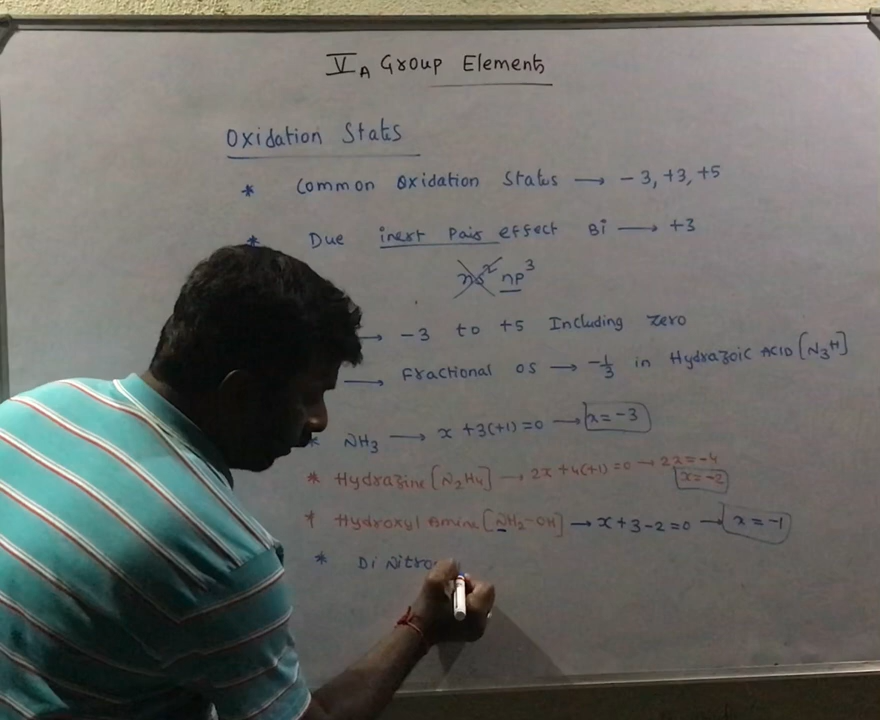 V A Group Elements
Oxidation States
* Common Oxidation States → -3, +3, +5
* Due inert Pair effect Bi → +3
ns² np³
→ -3 to +5 Including zero
→ Fractional OS → -1/3 in Hydrazoic ACID [N₃H]
* NH₃ → x + 3(+1) = 0 → x = -3
* Hydrazine [N₂H₄] → 2x + 4(+1) = 0 → 2x = -4
x = -2
* Hydroxyl Amine [NH₂-OH] → x + 3 - 2 = 0 → x = -1
* Di Nitro